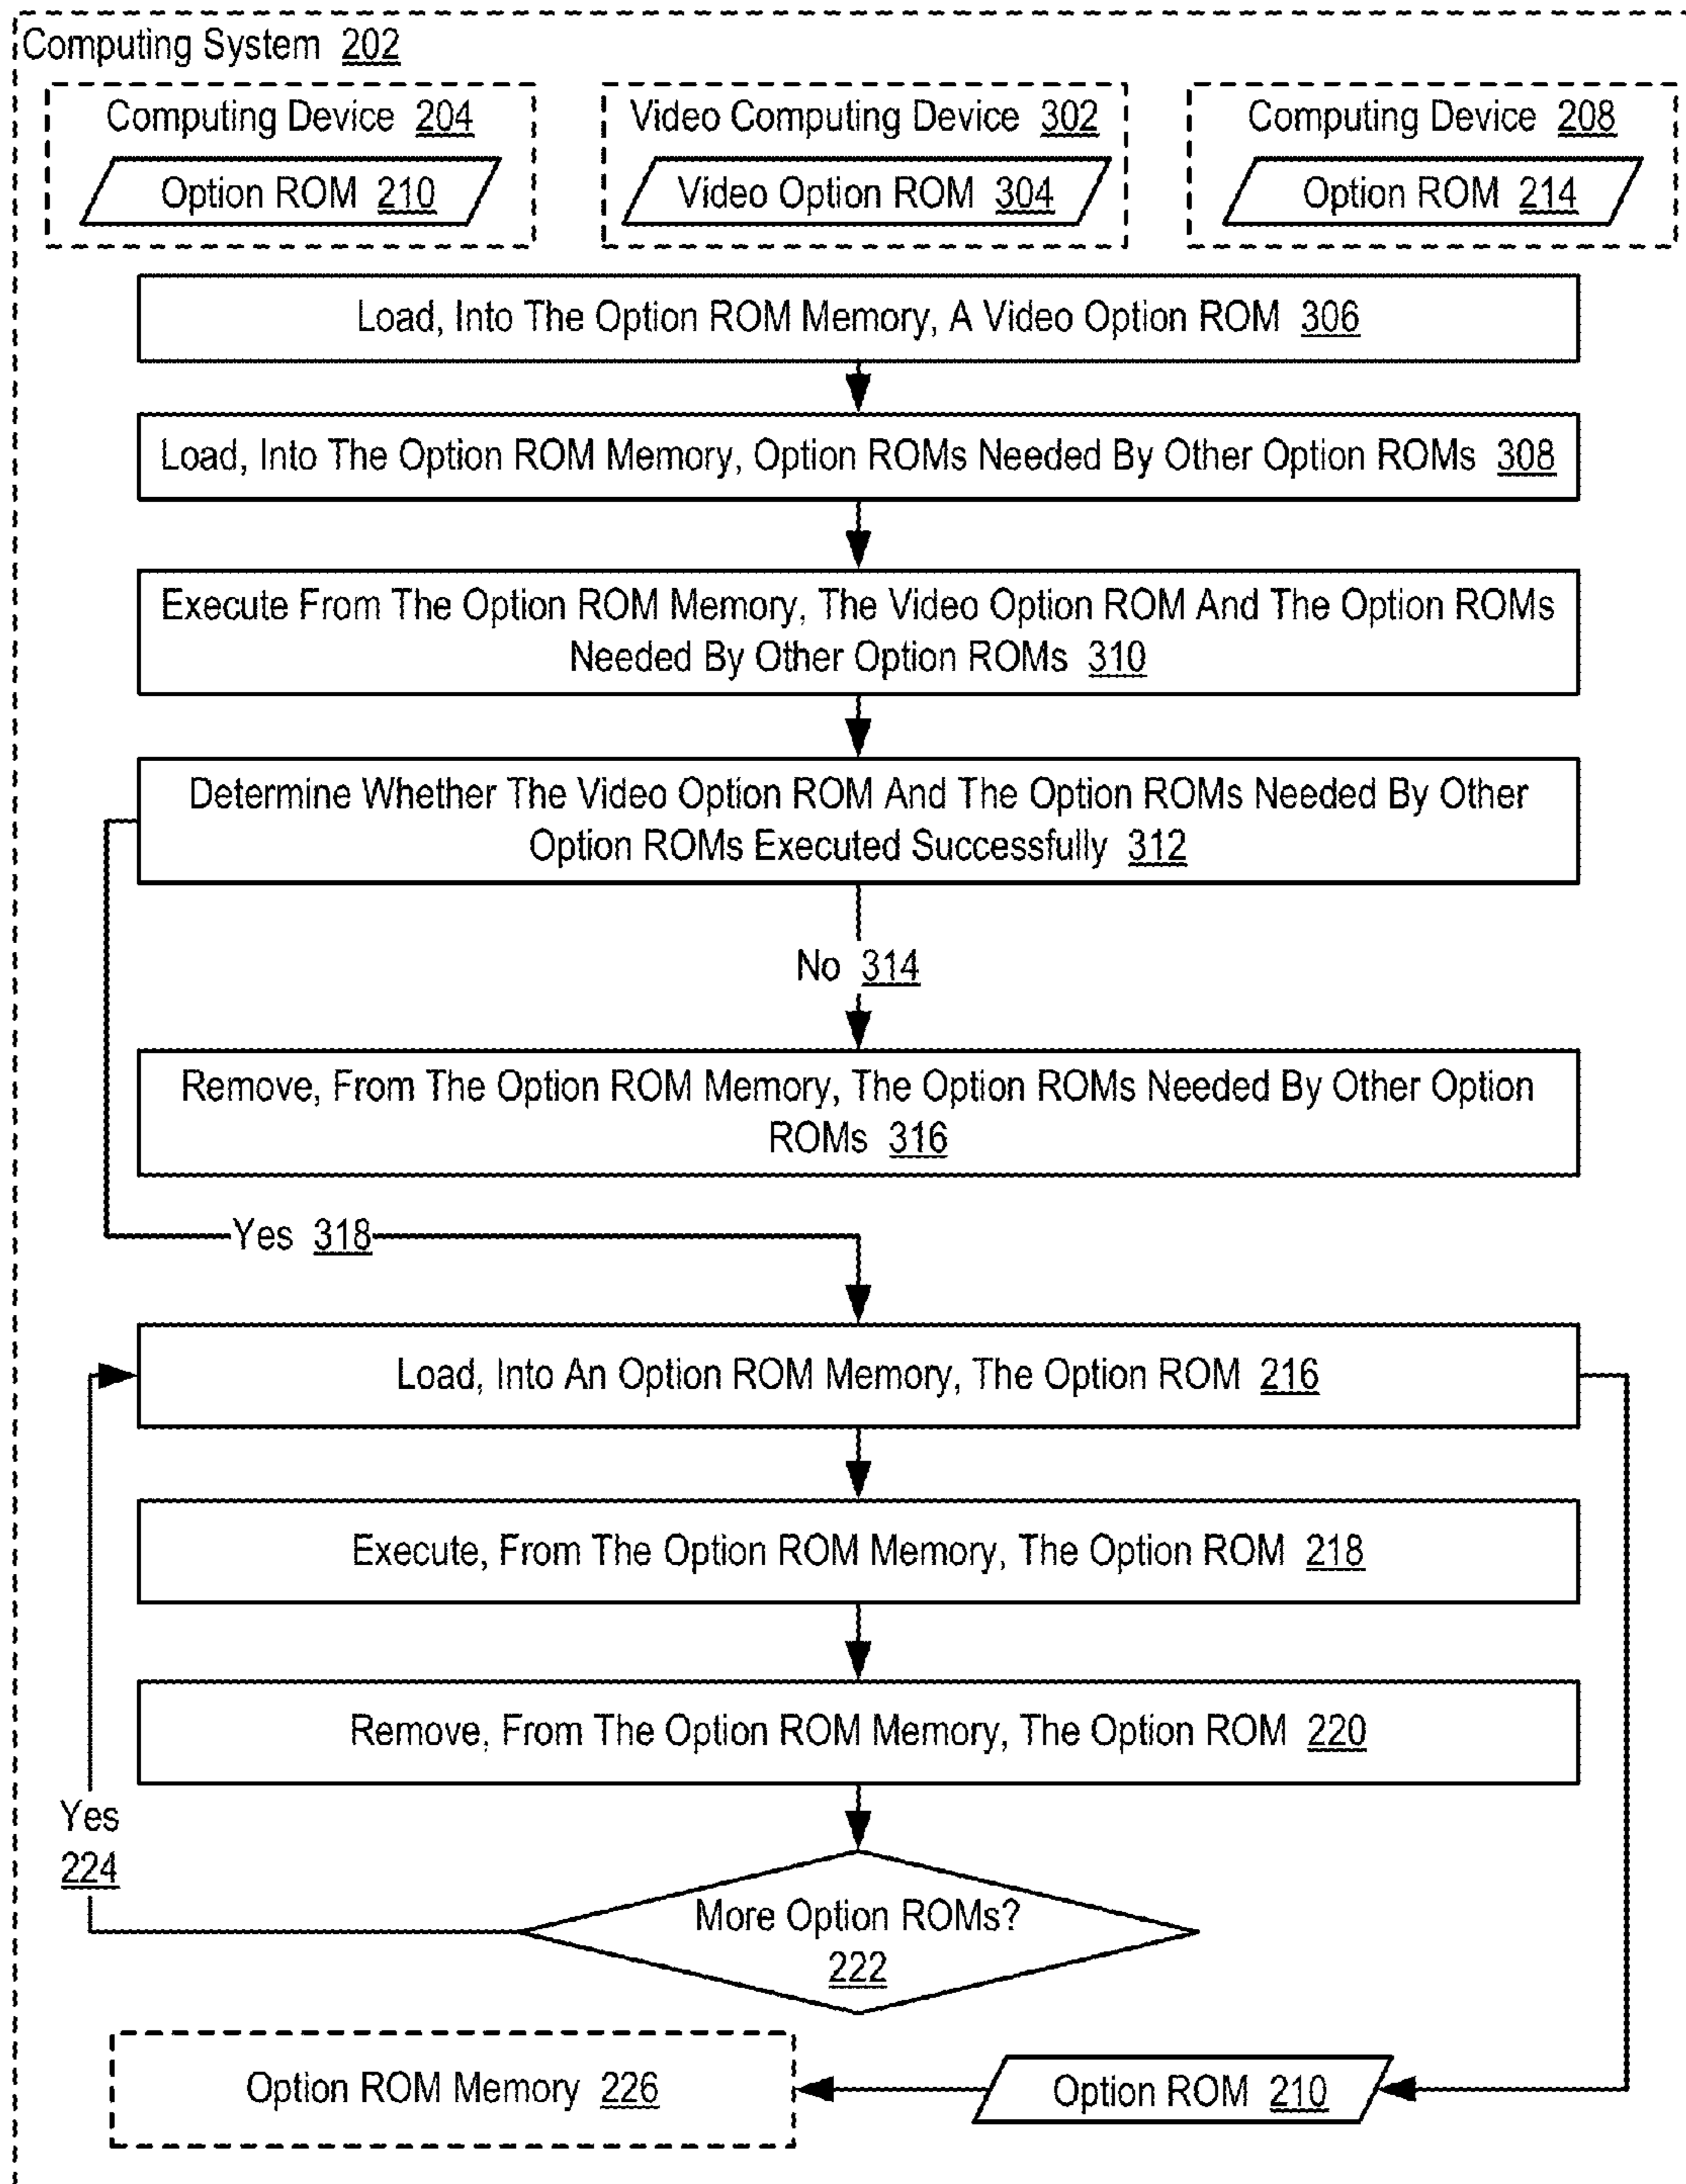 Computing System 202
Computing Device 204
Option ROM 210
Video Computing Device 302
Video Option ROM 304
Computing Device 208
Option ROM 214
Load, Into The Option ROM Memory, A Video Option ROM 306
Load, Into The Option ROM Memory, Option ROMs Needed By Other Option ROMs 308
Execute From The Option ROM Memory, The Video Option ROM And The Option ROMs
Needed By Other Option ROMs 310
Determine Whether The Video Option ROM And The Option ROMs Needed By Other
Option ROMs Executed Successfully 312
No 314
Remove, From The Option ROM Memory, The Option ROMs Needed By Other Option
ROMs 316
Yes 318
Load, Into An Option ROM Memory, The Option ROM 216
Execute, From The Option ROM Memory, The Option ROM 218
Remove, From The Option ROM Memory, The Option ROM 220
Yes
224
More Option ROMs?
222
Option ROM Memory 226
Option ROM 210